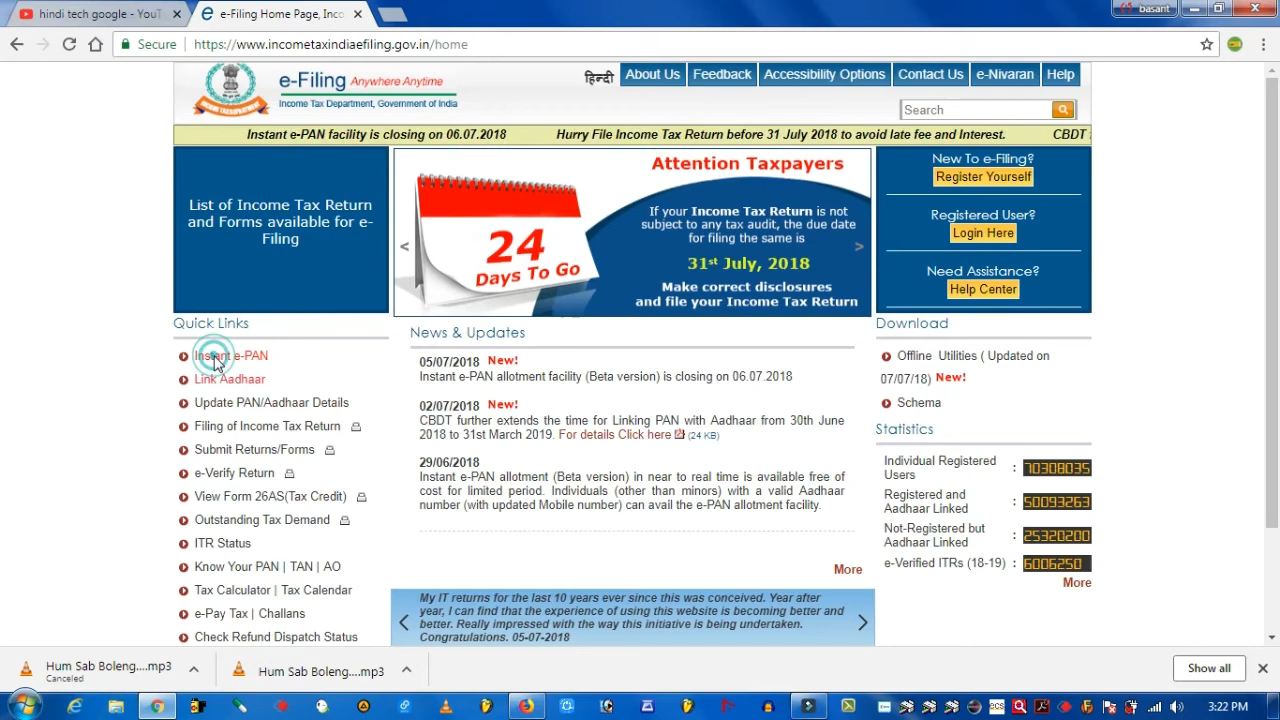 hindi tech google - YouT
e-Filing Home Page, Inco
basant
Secure
https://www.incometaxindiaefiling.gov.in/home
e-Filing Anywhere Anytime
Income Tax Department, Government of India
हिन्दी
About Us
Feedback
Accessibility Options
Contact Us
e-Nivaran
Help
Search
Instant e-PAN facility is closing on 06.07.2018
Hurry File Income Tax Return before 31 July 2018 to avoid late fee and Interest.
CBDT
List of Income Tax Return
and Forms available for e-
Filing
24
Days To Go
Attention Taxpayers
If your Income Tax Return is not
subject to any tax audit, the due date
for filing the same is
31st July, 2018
Make correct disclosures
and file your Income Tax Return
<
>
New To e-Filing?
Register Yourself
Registered User?
Login Here
Need Assistance?
Help Center
Quick Links
Instant e-PAN
Link Aadhaar
Update PAN/Aadhaar Details
Filing of Income Tax Return
Submit Returns/Forms
e-Verify Return
View Form 26AS(Tax Credit)
Outstanding Tax Demand
ITR Status
Know Your PAN | TAN | AO
Tax Calculator | Tax Calendar
e-Pay Tax | Challans
Check Refund Dispatch Status
News & Updates
05/07/2018 New!
Instant e-PAN allotment facility (Beta version) is closing on 06.07.2018
02/07/2018 New!
CBDT further extends the time for Linking PAN with Aadhaar from 30th June
2018 to 31st March 2019. For details Click here (24 KB)
29/06/2018
Instant e-PAN allotment (Beta version) in near to real time is available free of
cost for limited period. Individuals (other than minors) with a valid Aadhaar
number (with updated Mobile number) can avail the e-PAN allotment facility.
More
My IT returns for the last 10 years ever since this was conceived. Year after
year, I can find that the experience of using this website is becoming better and
better. Really impressed with the way this initiative is being undertaken.
Congratulations. 05-07-2018
Download
Offline Utilities ( Updated on
07/07/18) New!
Schema
Statistics
Individual Registered
Users : 70308035
Registered and
Aadhaar Linked : 50093263
Not-Registered but
Aadhaar Linked : 25320200
e-Verified ITRs (18-19) : 6006250
More
Hum Sab Boleng....mp3
Canceled
Hum Sab Boleng....mp3
Show all
ecs
3:22 PM